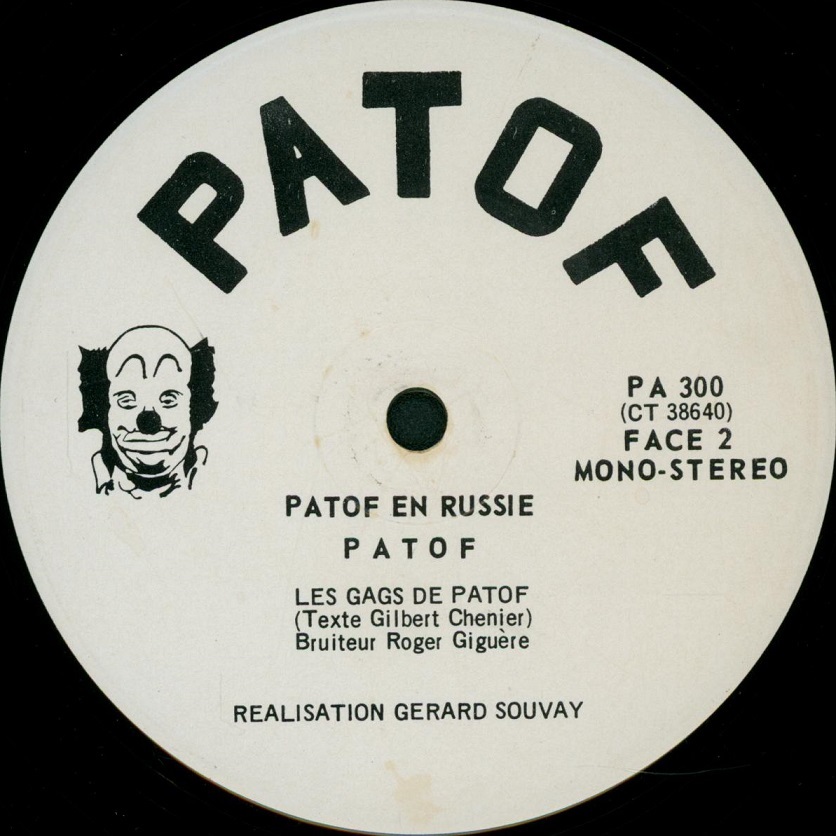 PATOF
PA 300
(CT 38640)
FACE 2
MONO-STEREO
PATOF EN RUSSIE
PATOF
LES GAGS DE PATOF
(Texte Gilbert Chenier)
Bruiteur Roger Giguère
REALISATION GERARD SOUVAY